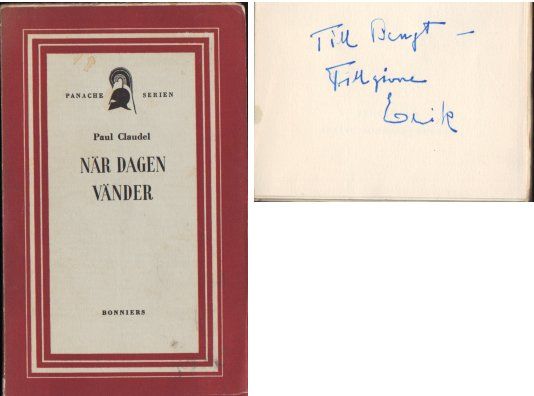 PANACHE SERIEN
Paul Claudel
NÄR DAGEN
VÄNDER
BONNIERS
Till Bengt –
Tillgivne
Erik